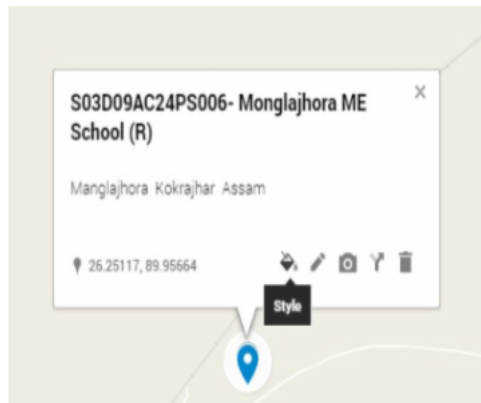 S03D09AC24PS006- Monglajhora ME
School (R)
Manglajhora Kokrajhar Assam
26.25117, 89.95664
Style